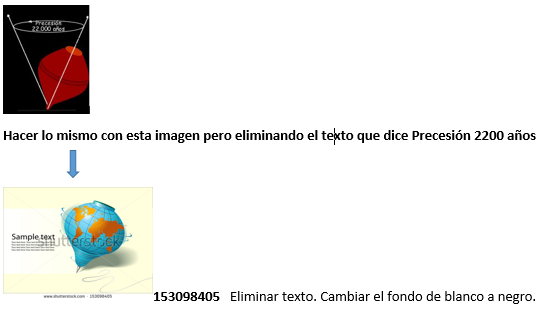 Precesión
22.000 años
Hacer lo mismo con esta imagen pero eliminando el texto que dice Precesión 2200 años
Sample text
shutterstock
www.shutterstock.com · 153098405
153098405 Eliminar texto. Cambiar el fondo de blanco a negro.